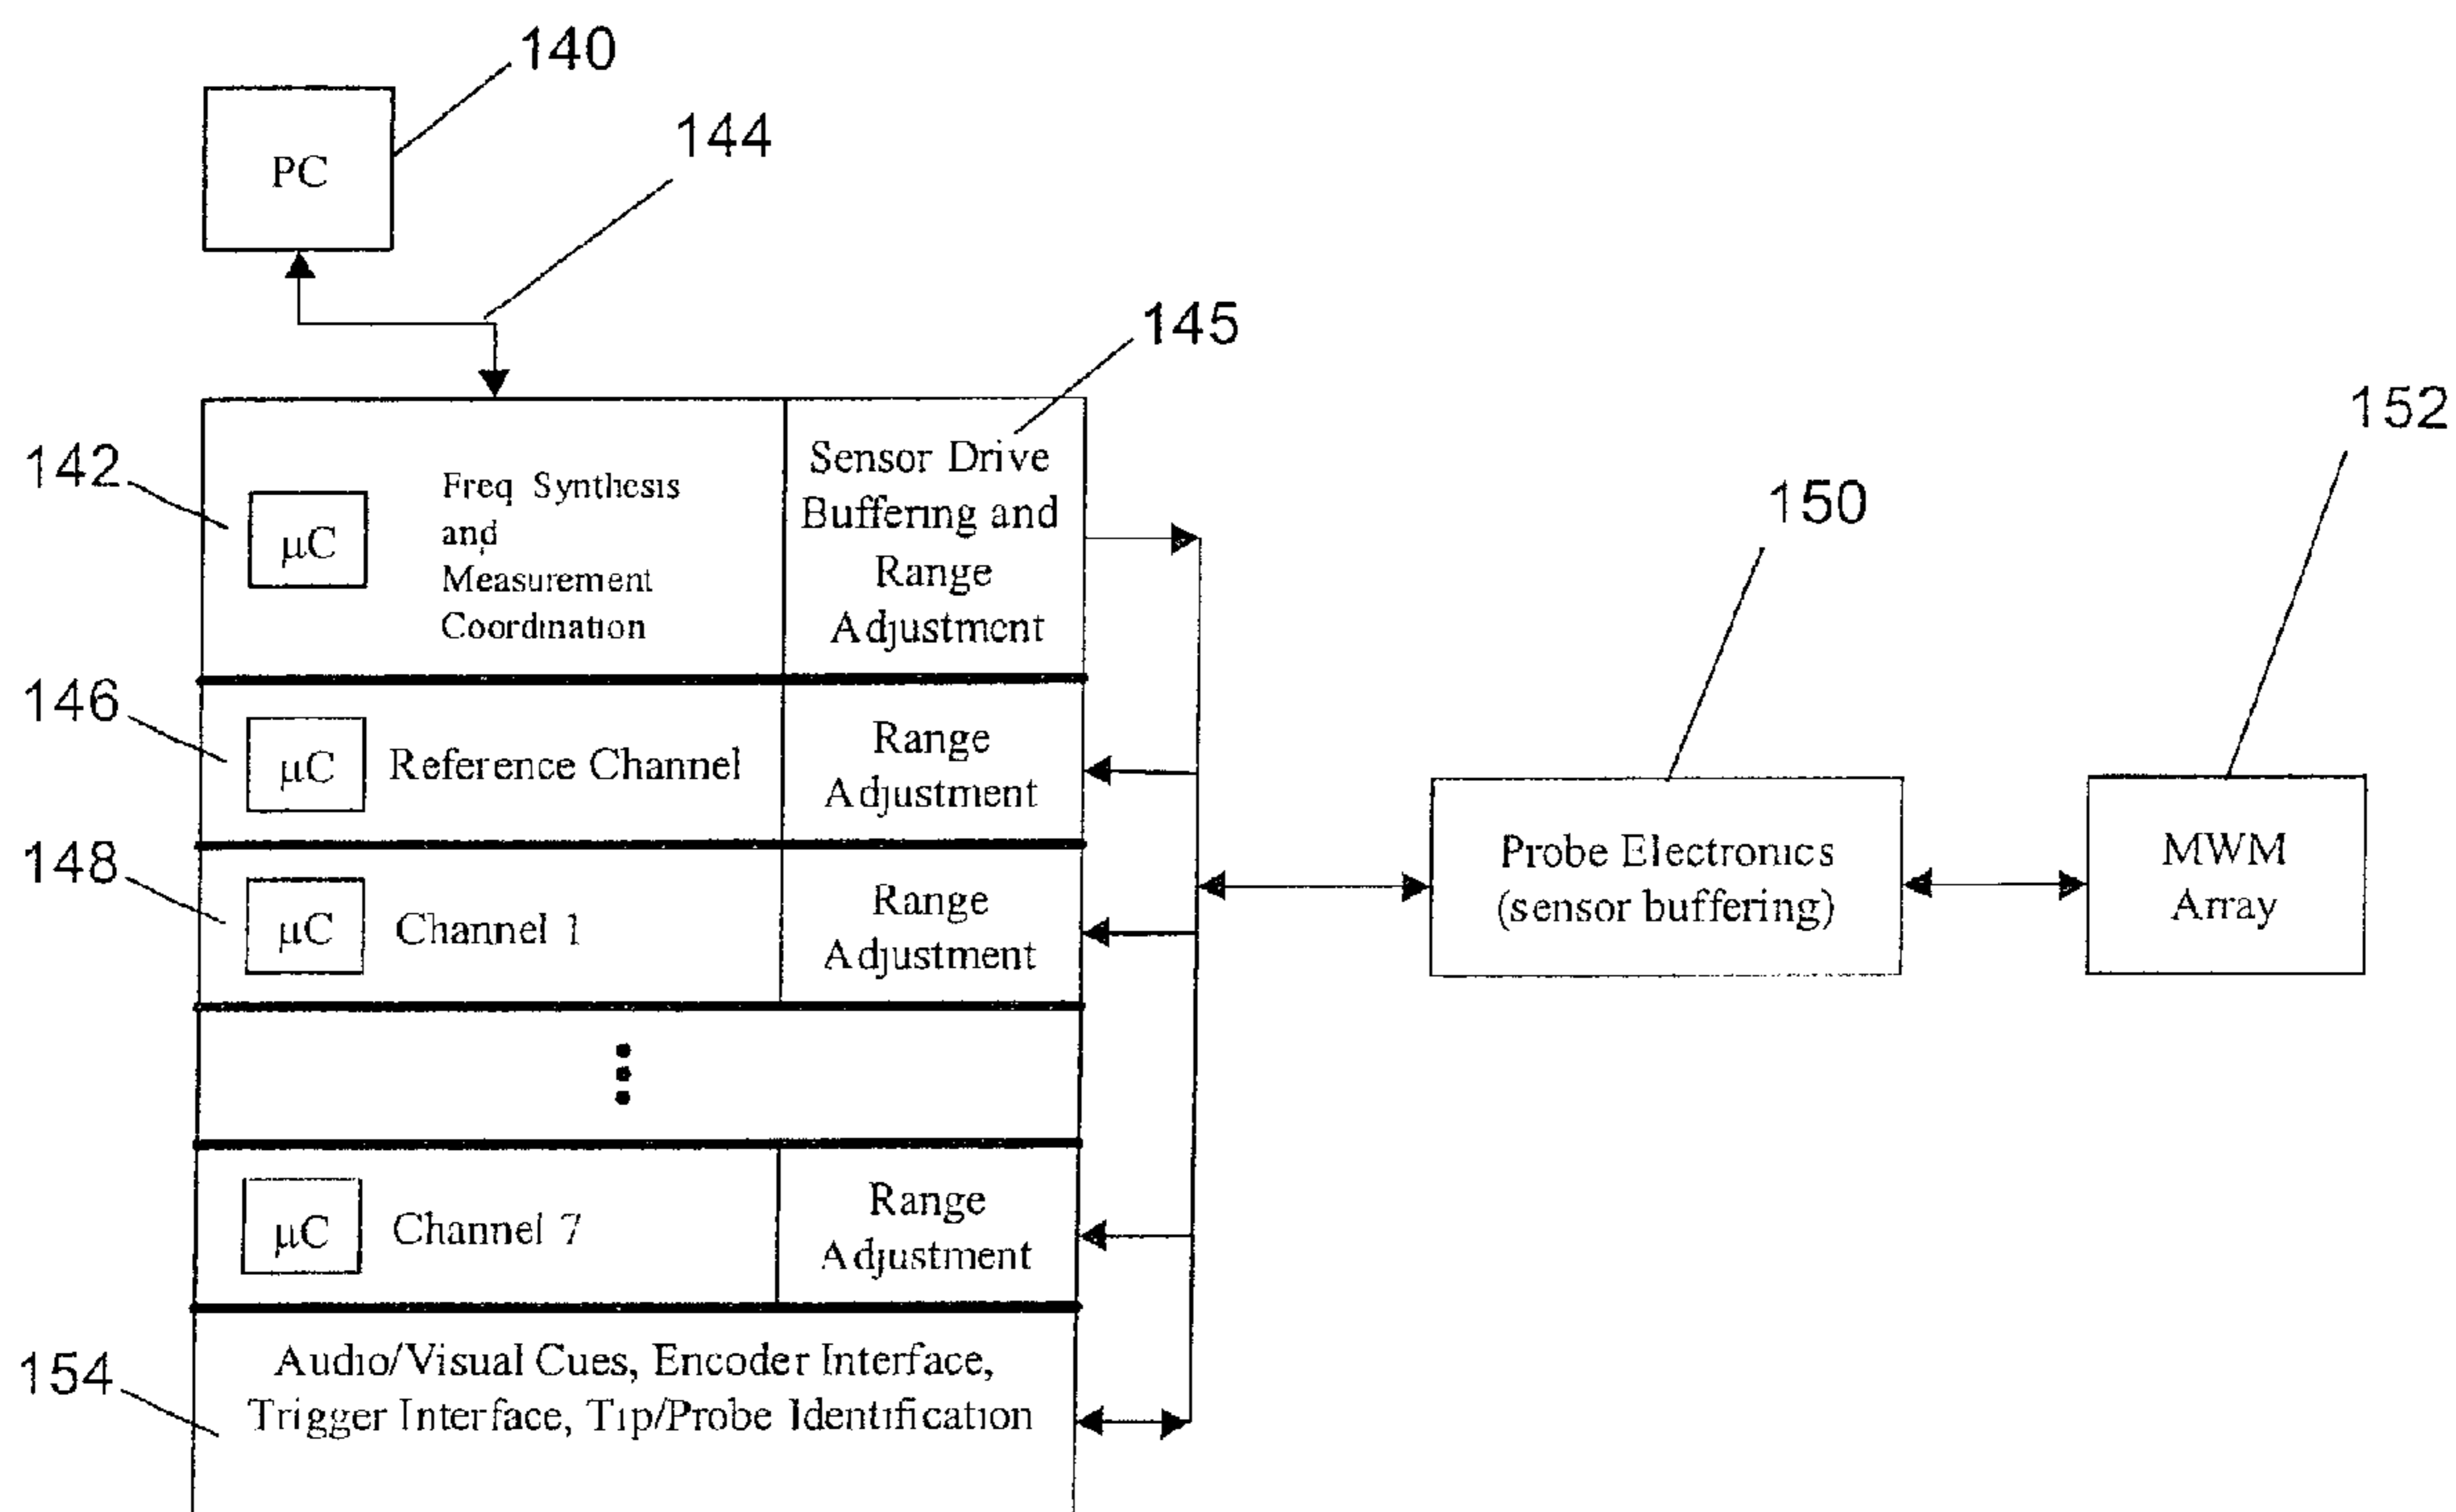 140
PC
144
145
142
μC
Freq Synthesis
and
Measurement
Coordination
Sensor Drive
Buffering and
Range
Adjustment
152
150
146
μC
Reference Channel
Range
Adjustment
148
μC
Channel 1
Range
Adjustment
Probe Electronics
(sensor buffering)
MWM
Array
μC
Channel 7
Range
Adjustment
154
Audio/Visual Cues, Encoder Interface,
Trigger Interface, Tip/Probe Identification